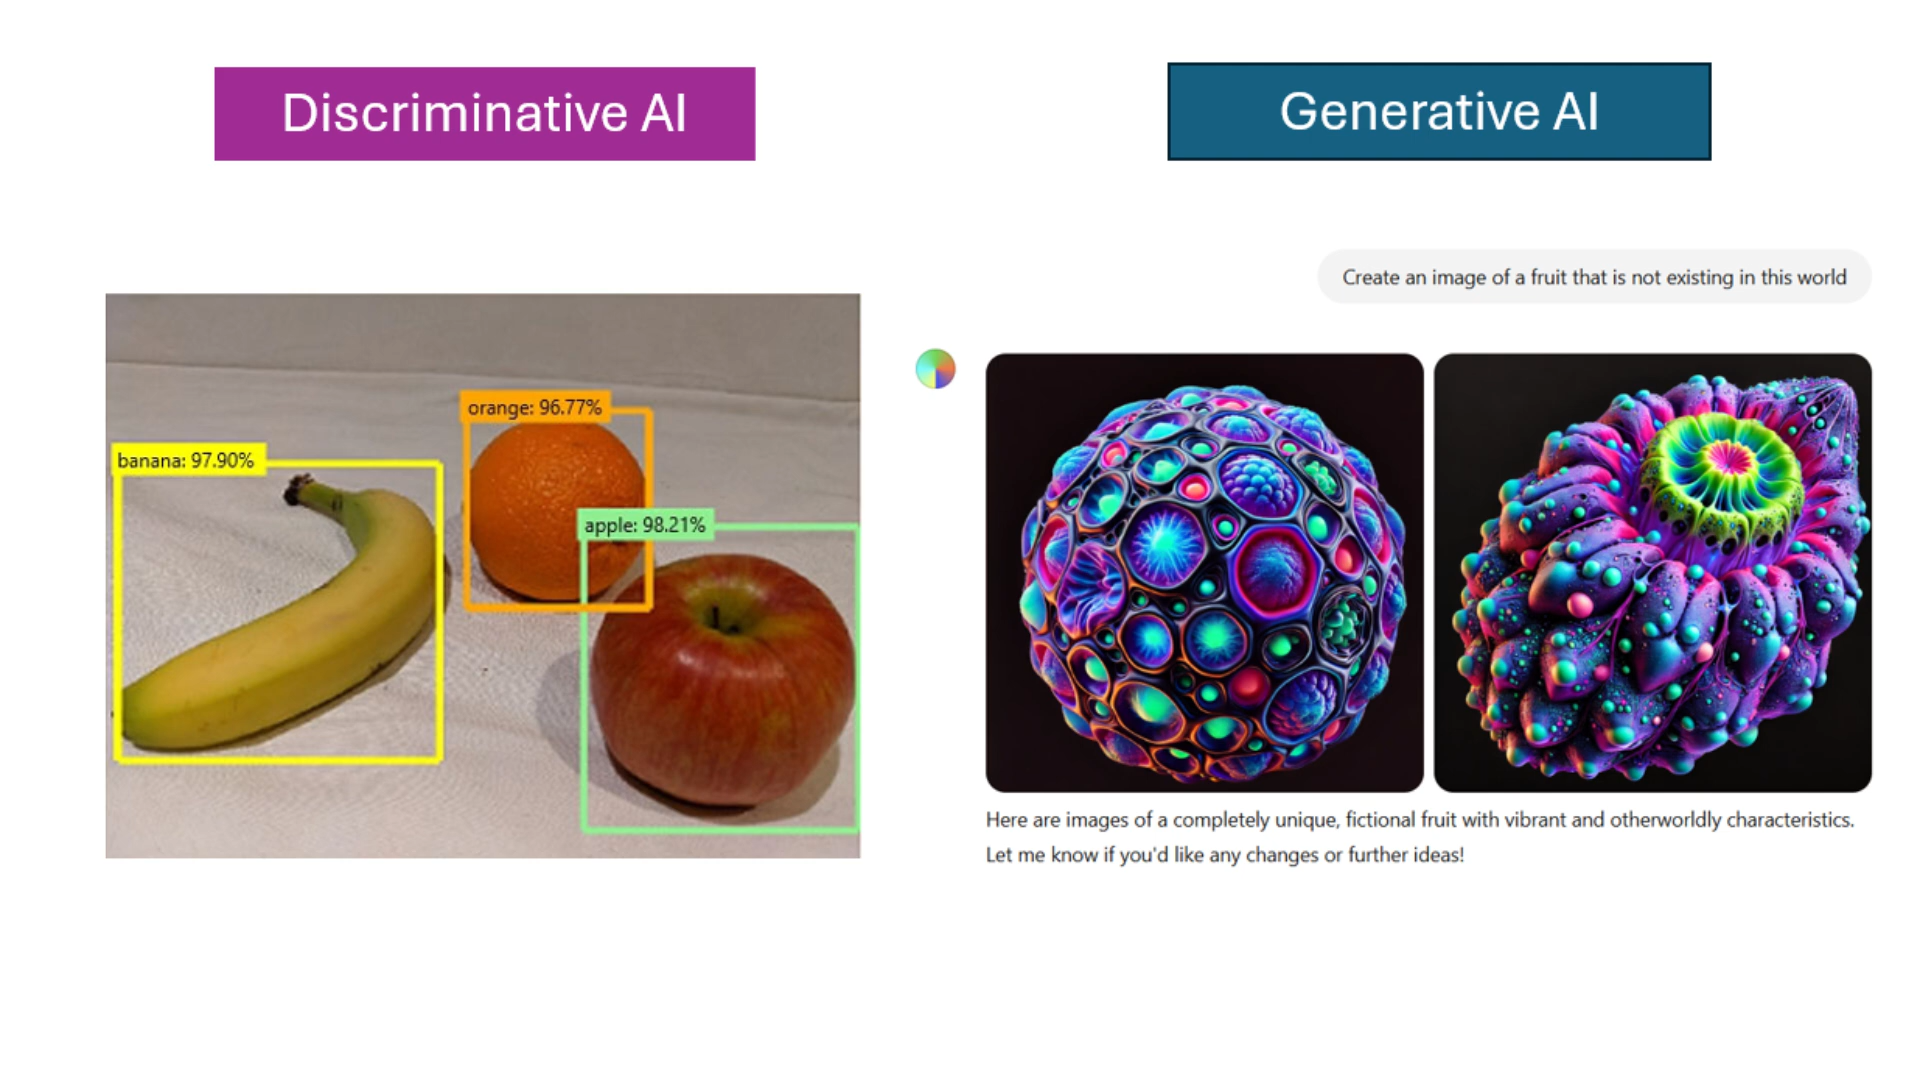 Discriminative AI
Generative AI
banana: 97.90%
orange: 96.77%
apple: 98.21%
Create an image of a fruit that is not existing in this world
Here are images of a completely unique, fictional fruit with vibrant and otherworldly characteristics.
Let me know if you'd like any changes or further ideas!